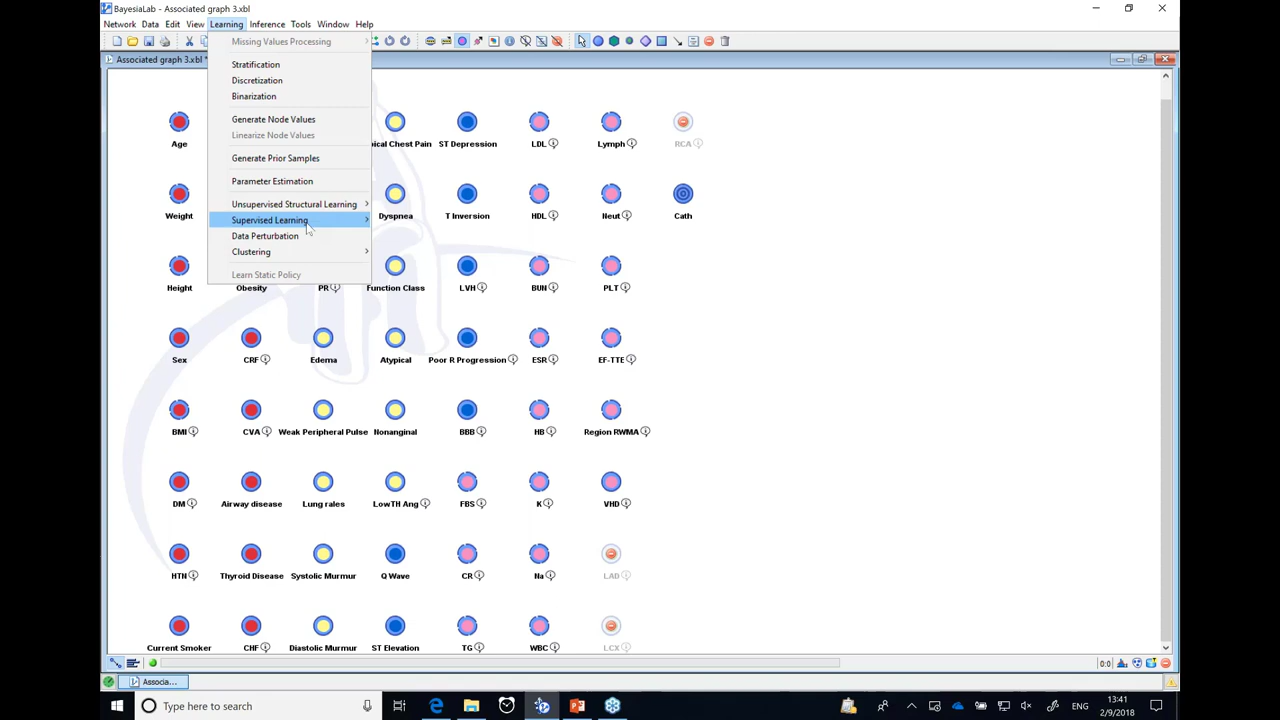 BayesiaLab - Associated graph 3.xbl
Network Data Edit View Learning Inference Tools Window Help
Associated graph 3.xbl *
Missing Values Processing
Stratification
Discretization
Binarization
Generate Node Values
Linearize Node Values
Generate Prior Samples
Parameter Estimation
Unsupervised Structural Learning
Supervised Learning
Data Perturbation
Clustering
Learn Static Policy
Age ical Chest Pain ST Depression LDL Lymph RCA
Weight Dyspnea T Inversion HDL Neut Cath
Height Obesity PR Function Class LVH BUN PLT
Sex CRF Edema Atypical Poor R Progression ESR EF-TTE
BMI CVA Weak Peripheral Pulse Nonanginal BBB HB Region RWMA
DM Airway disease Lung rales LowTH Ang FBS K VHD
HTN Thyroid Disease Systolic Murmur Q Wave CR Na LAD
Current Smoker CHF Diastolic Murmur ST Elevation TG WBC LCX
0:0
Associa...
Type here to search
ENG
13:41
2/9/2018